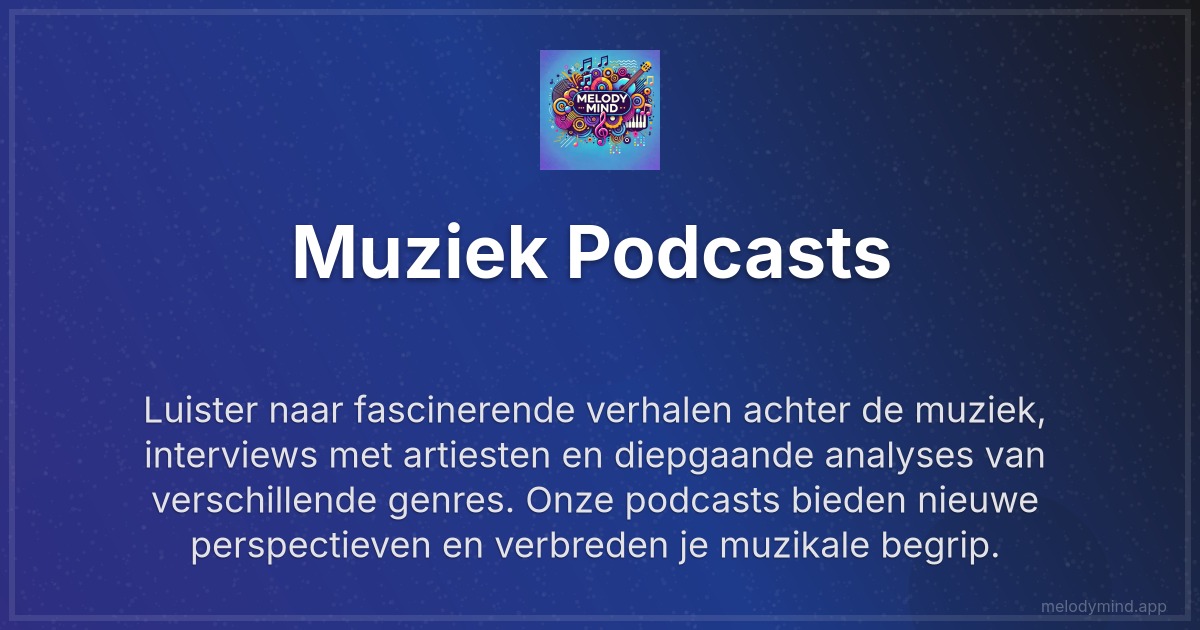 MELODY
MIND
Muziek Podcasts
Luister naar fascinerende verhalen achter de muziek,
interviews met artiesten en diepgaande analyses van
verschillende genres. Onze podcasts bieden nieuwe
perspectieven en verbreden je muzikale begrip.
melodymind.app